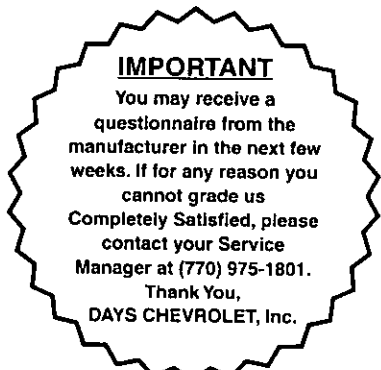 IMPORTANT
You may receive a
questionnaire from the
manufacturer in the next few
weeks. If for any reason you
cannot grade us
Completely Satisfied, please
contact your Service
Manager at (770) 975-1801.
Thank You,
DAYS CHEVROLET, Inc.